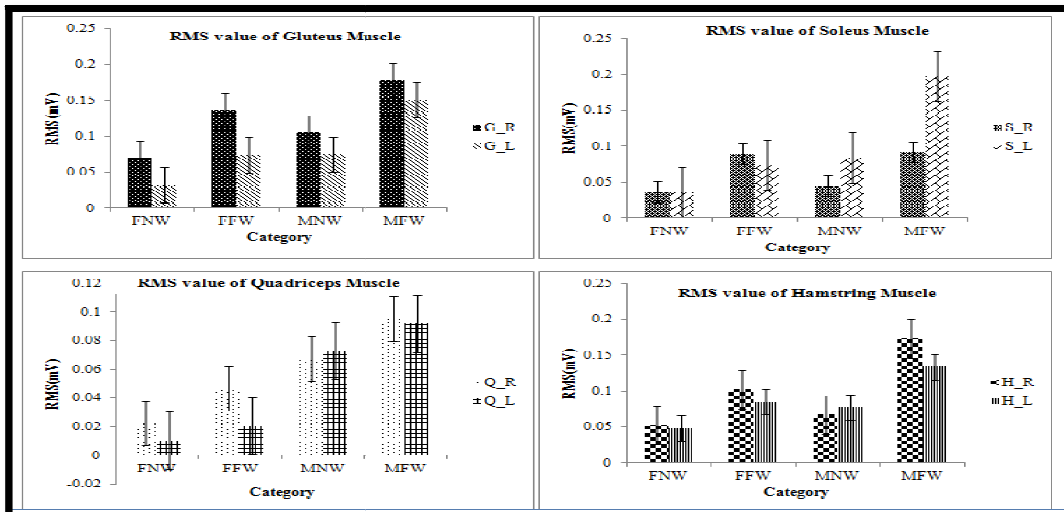 RMS value of Gluteus Muscle
0.25
0.2
0.15
0.1
0.05
0
RMS(mV)
FNW FFW MNW MFW
Category
G_R
G_L
RMS value of Soleus Muscle
0.25
0.2
0.15
0.1
0.05
0
RMS(mV)
FNW FFW MNW MFW
Category
S_R
S_L
RMS value of Quadriceps Muscle
0.12
0.1
0.08
0.06
0.04
0.02
0
-0.02
RMS(mV)
FNW FFW MNW MFW
Category
Q_R
Q_L
RMS value of Hamstring Muscle
0.25
0.2
0.15
0.1
0.05
0
RMS(mV)
FNW FFW MNW MFW
Category
H_R
H_L